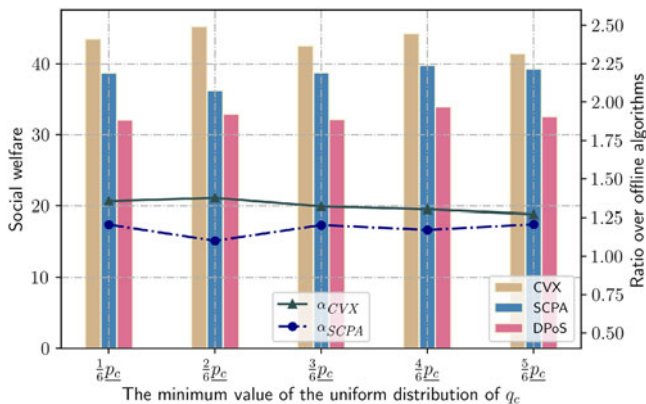 Social welfare
40
30
20
10
0
2.50
2.25
2.00
1.75
1.50
1.25
1.00
0.75
0.50
Ratio over offline algorithms
α_CVX
α_SCPA
CVX
SCPA
DPoS
1/6 p_c 2/6 p_c 3/6 p_c 4/6 p_c 5/6 p_c
The minimum value of the uniform distribution of q_c